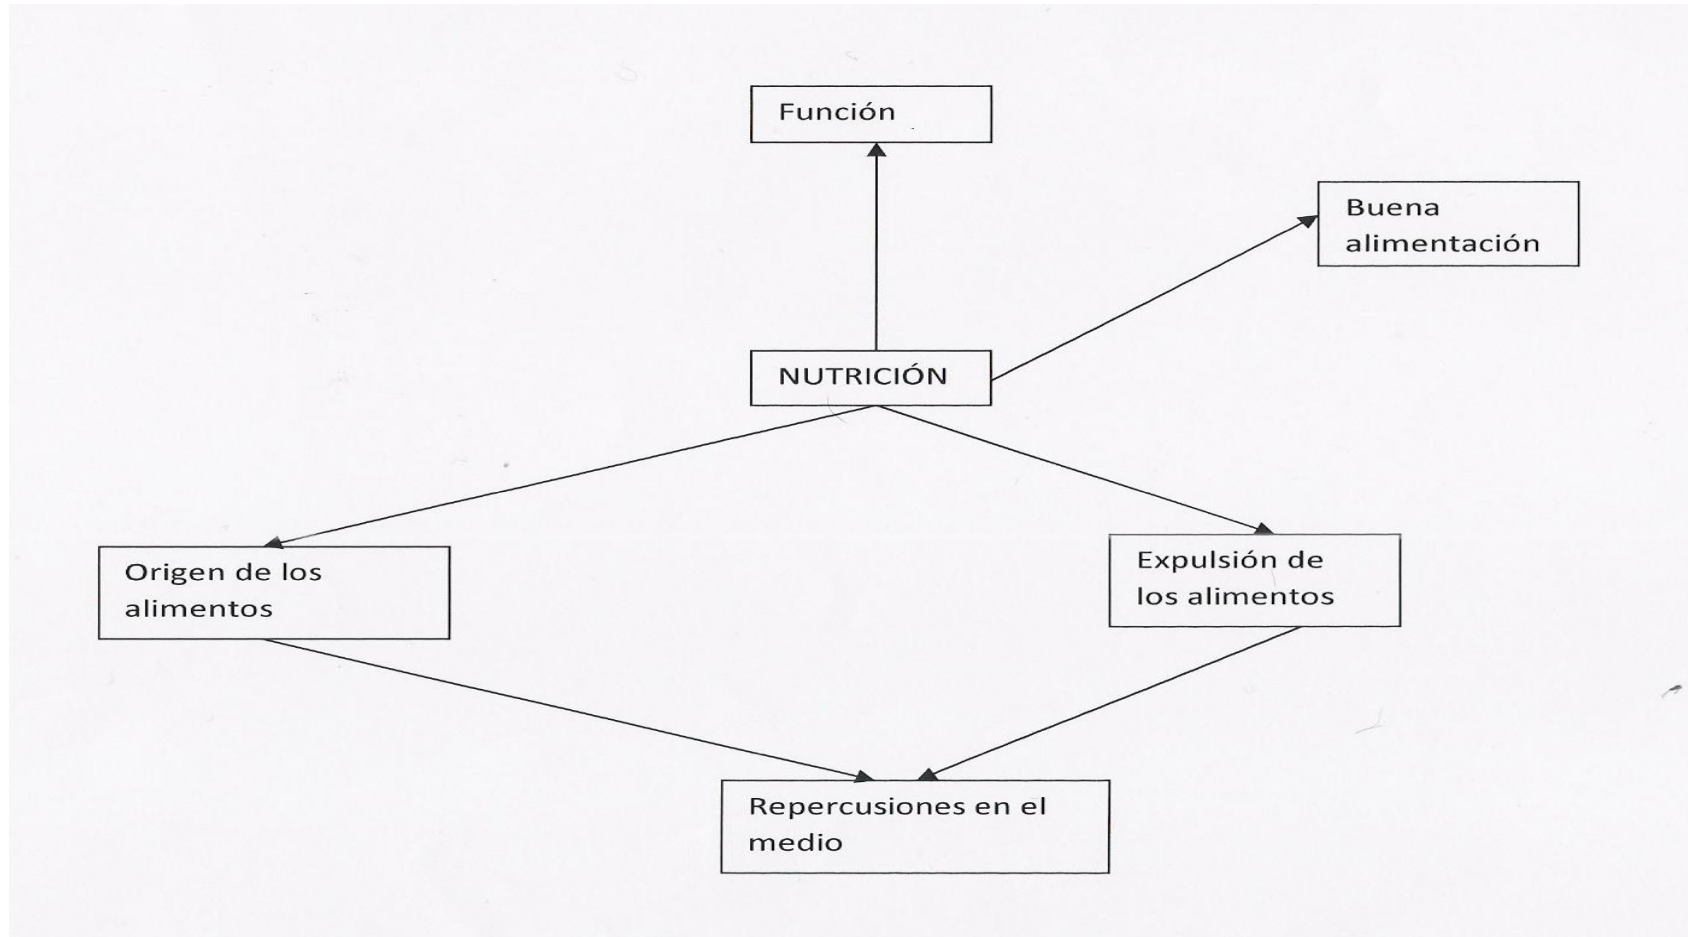 Función
Buena
alimentación
NUTRICIÓN
Origen de los
alimentos
Expulsión de
los alimentos
Repercusiones en el
medio